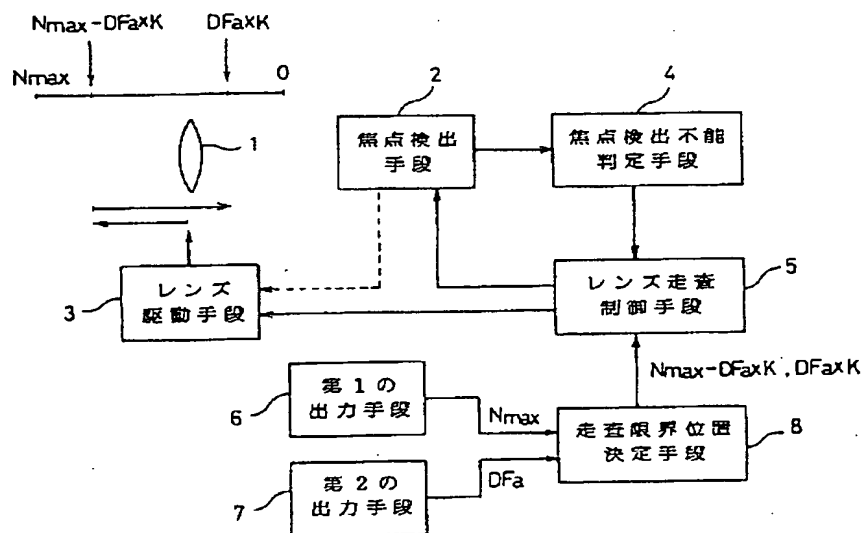 Nmax-DFa×K
DFa×K
Nmax
0
1
2
焦点検出
手段
4
焦点検出不能
判定手段
レンズ
駆動手段
3
レンズ走査
制御手段
5
Nmax-DFa×K , DFa×K
第1の
出力手段
6
Nmax
走査限界位置
決定手段
8
第2の
出力手段
7
DFa